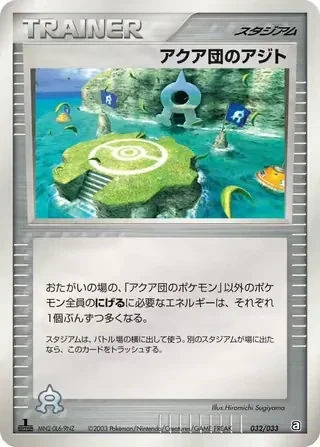 TRAINER
スタジアム
アクア団のアジト
おたがいの場の、「アクア団のポケモン」以外のポケ
モン全員のにげるに必要なエネルギーは、それぞれ
1個ぶんずつ多くなる。
スタジアムは、バトル場の横に出して使う。別のスタジアムが場に出た
なら、このカードをトラッシュする。
Illus.Hiromichi Sugiyama
1 MN2-0L6-9NZ ©2003 Pokémon/Nintendo/Creatures/GAME FREAK 032/033 a